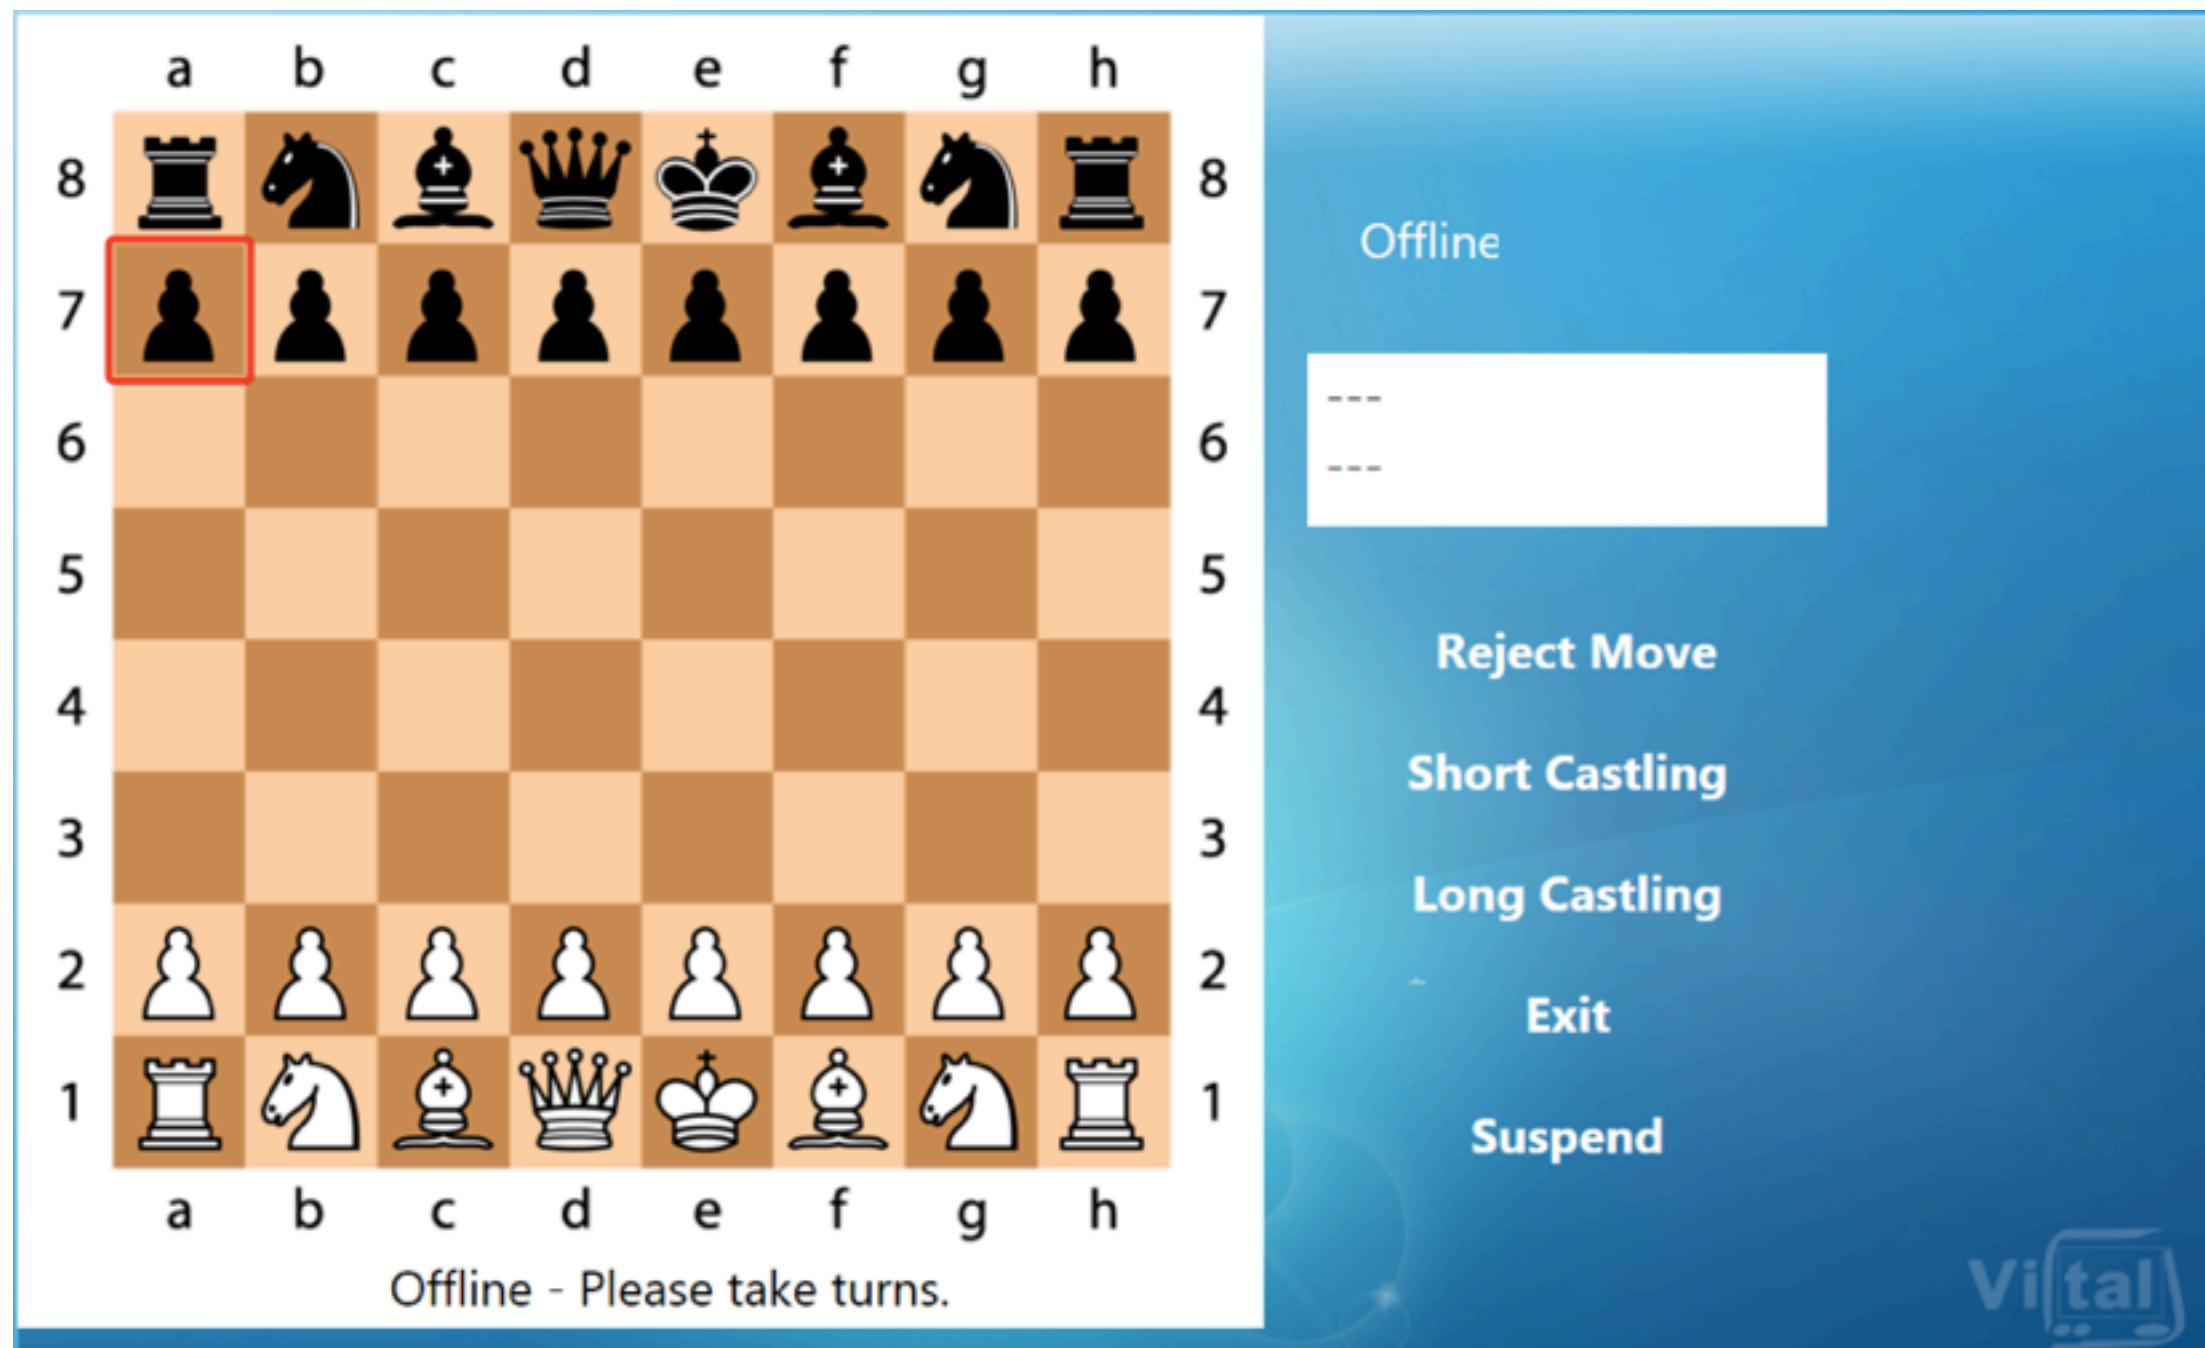 a b c d e f g h
8 8
7 7
6 6
5 5
4 4
3 3
2 2
1 1
a b c d e f g h
Offline - Please take turns.
Offline
---
---
Reject Move
Short Castling
Long Castling
Exit
Suspend
Vital